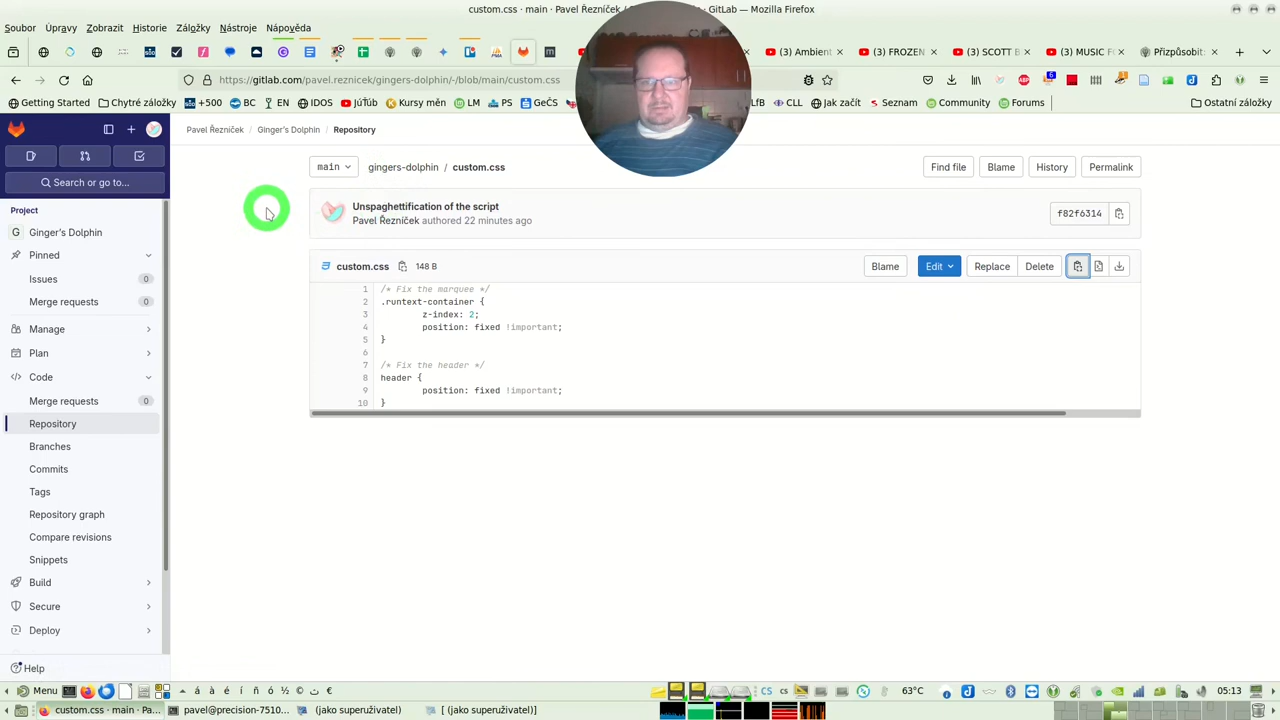 custom.css · main · Pavel Řezníček / GitLab — Mozilla Firefox
Soubor Úpravy Zobrazit Historie Záložky Nástroje Nápověda
(3) Ambient (3) FROZEN (3) SCOTT B (3) MUSIC F Přizpůsobit:
https://gitlab.com/pavel.reznicek/gingers-dolphin/-/blob/main/custom.css
Getting Started Chytré záložky +500 BC EN IDOS JúŤůb Kursy měn LM PS GeČS LfB CLL Jak začít Seznam Community Forums Ostatní záložky
Pavel Řezníček / Ginger's Dolphin / Repository
main gingers-dolphin / custom.css Find file Blame History Permalink
Search or go to...
Project
Ginger's Dolphin
Pinned
Issues 0
Merge requests 0
Manage
Plan
Code
Merge requests 0
Repository
Branches
Commits
Tags
Repository graph
Compare revisions
Snippets
Build
Secure
Deploy
Help
Unspaghettification of the script
Pavel Řezníček authored 22 minutes ago
f82f6314
custom.css 148 B Blame Edit Replace Delete
1 /* Fix the marquee */
2 .runtext-container {
3 z-index: 2;
4 position: fixed !important;
5 }
6
7 /* Fix the header */
8 header {
9 position: fixed !important;
10 }
Menu á ä é í ñ ó ½ © ت € CS cs 63°C 05:13
custom.css · main · Pa... pavel@precision-7510... (jako superuživatel) [ (jako superuživatel)]